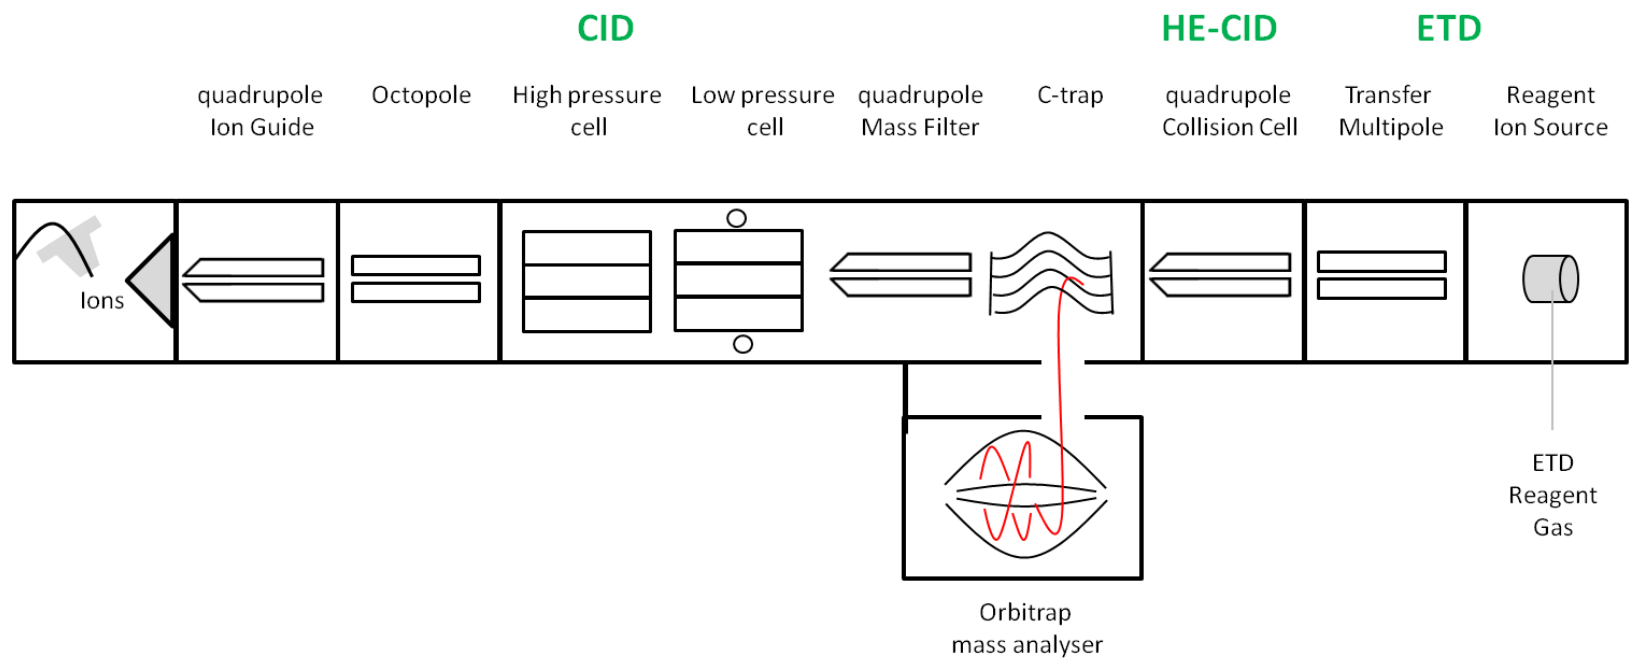 CID
HE-CID
ETD
quadrupole
Ion Guide
Octopole
High pressure
cell
Low pressure
cell
quadrupole
Mass Filter
C-trap
quadrupole
Collision Cell
Transfer
Multipole
Reagent
Ion Source
Ions
ETD
Reagent
Gas
Orbitrap
mass analyser